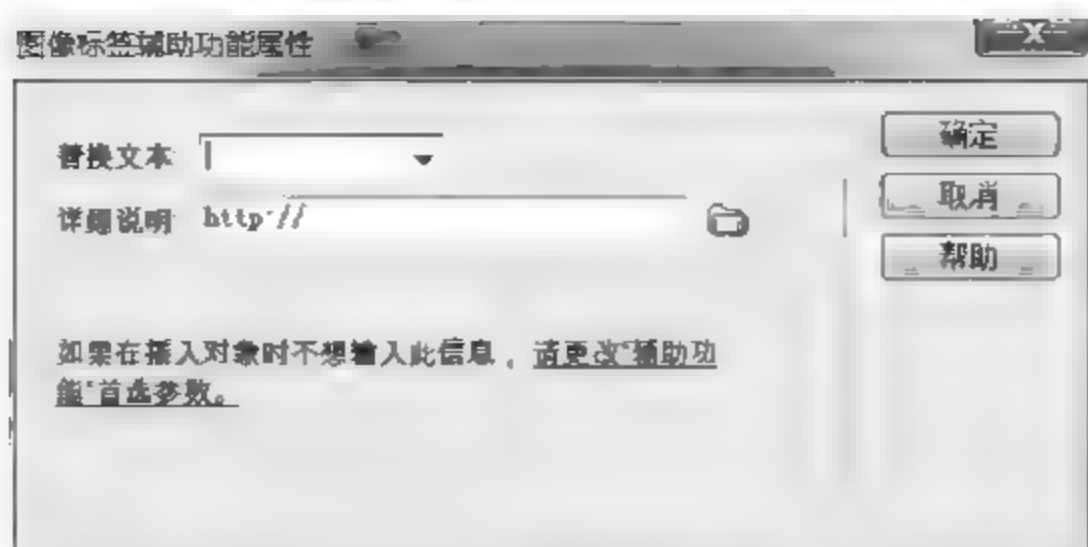 图像标签辅助功能属性
替换文本
确定
详细说明 http://
取消
帮助
如果在插入对象时不想输入此信息，请更改“辅助功
能”首选参数。